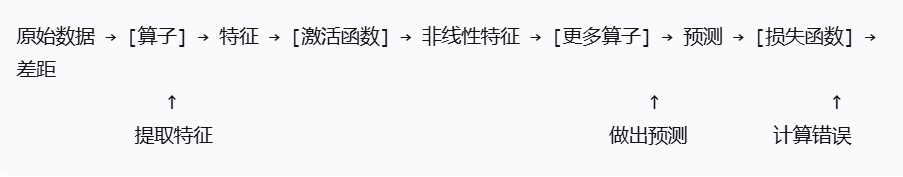 原始数据 → [算子] → 特征 → [激活函数] → 非线性特征 → [更多算子] → 预测 → [损失函数] →
差距
↑ ↑ ↑
提取特征 做出预测 计算错误